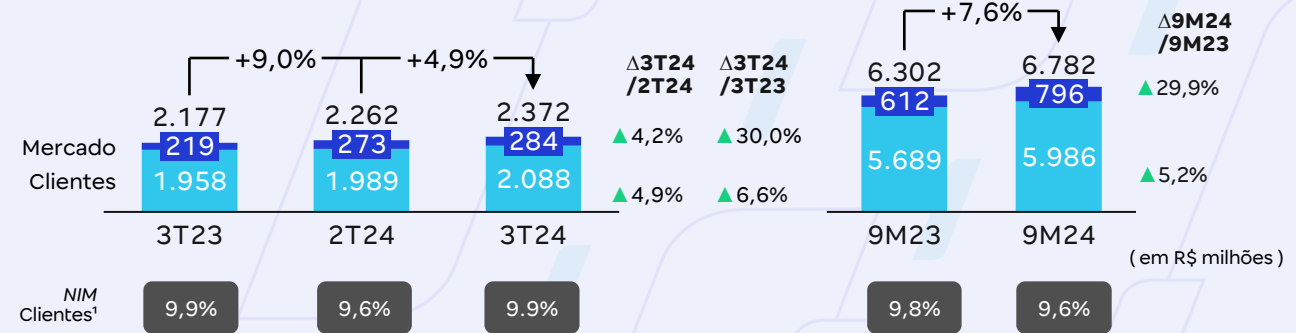 +7,6%
Δ9M24
/9M23
+9,0%
+4,9%
Δ3T24
/2T24
Δ3T24
/3T23
6.302
6.782
2.177
2.262
2.372
612
796
▲29,9%
Mercado
219
273
284
▲4,2%
▲30,0%
Clientes
1.958
1.989
2.088
5.689
5.986
▲4,9%
▲6,6%
▲5,2%
3T23
2T24
3T24
9M23
9M24
( em R$ milhões )
NIM
Clientes¹
9,9%
9,6%
9.9%
9,8%
9,6%